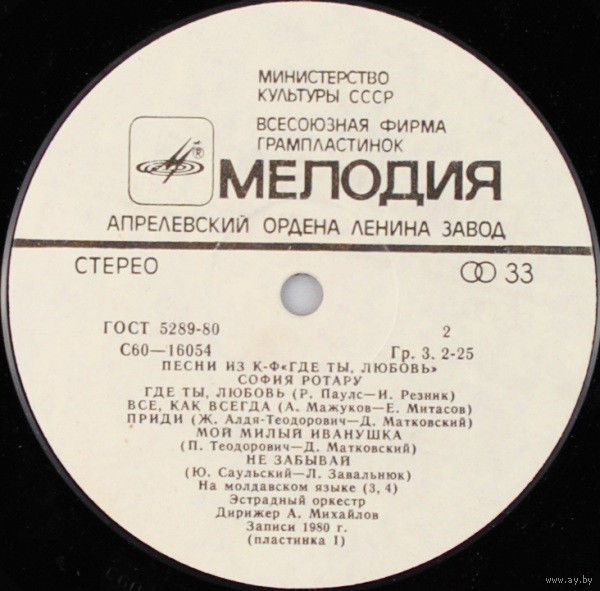 МИНИСТЕРСТВО
КУЛЬТУРЫ СССР
ВСЕСОЮЗНАЯ ФИРМА
ГРАМПЛАСТИНОК
®
МЕЛОДИЯ
АПРЕЛЕВСКИЙ ОРДЕНА ЛЕНИНА ЗАВОД
СТЕРЕО
33
ГОСТ 5289-80
2
С60—16054
Гр. 3. 2-25
ПЕСНИ ИЗ К-Ф«ГДЕ ТЫ, ЛЮБОВЬ»
СОФИЯ РОТАРУ
ГДЕ ТЫ, ЛЮБОВЬ (Р. Паулс—И. Резник)
ВСЕ, КАК ВСЕГДА (А. Мажуков—Е. Митасов)
ПРИДИ (Ж. Алдя-Теодорович—Д. Матковский)
МОЙ МИЛЫЙ ИВАНУШКА
(П. Теодорович—Д. Матковский)
НЕ ЗАБЫВАЙ
(Ю. Саульский—Л. Завальнюк)
На молдавском языке (3, 4)
Эстрадный оркестр
Дирижер А. Михайлов
Записи 1980 г.
(пластинка 1)
www.ay.by